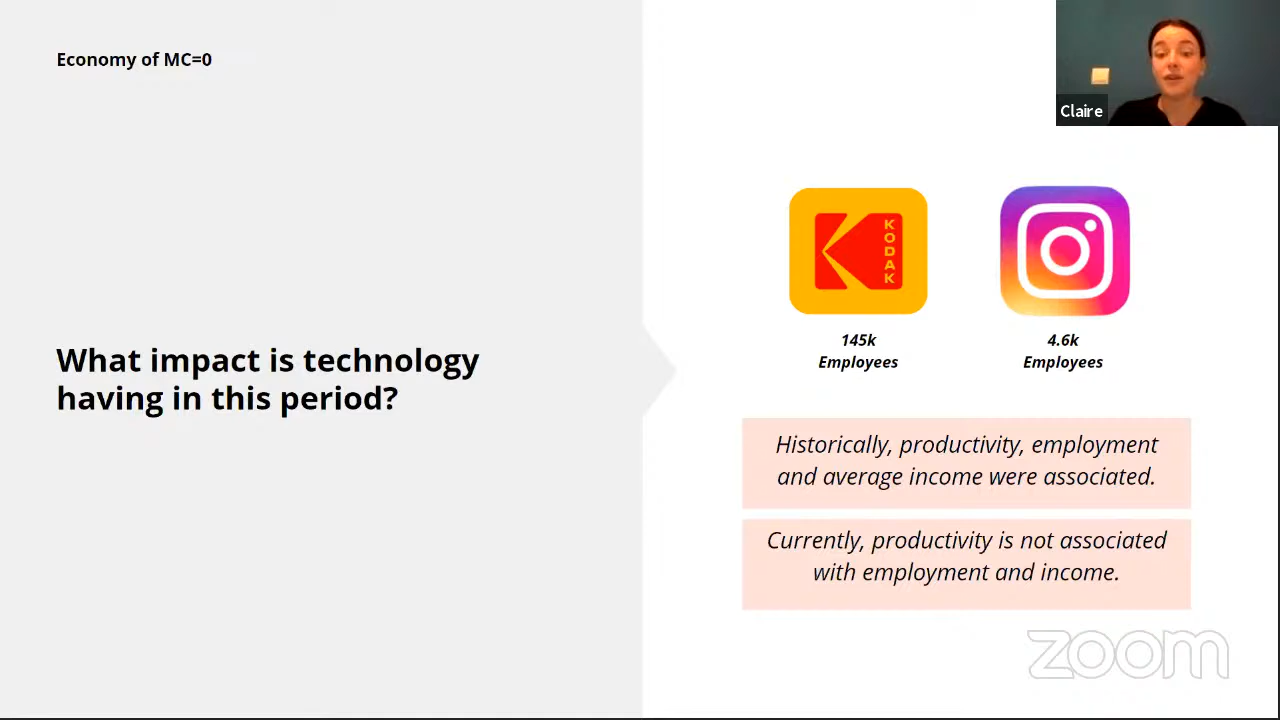 Economy of MC=0
Claire
KODAK
145k
Employees
4.6k
Employees
What impact is technology
having in this period?
Historically, productivity, employment
and average income were associated.
Currently, productivity is not associated
with employment and income.
zoom